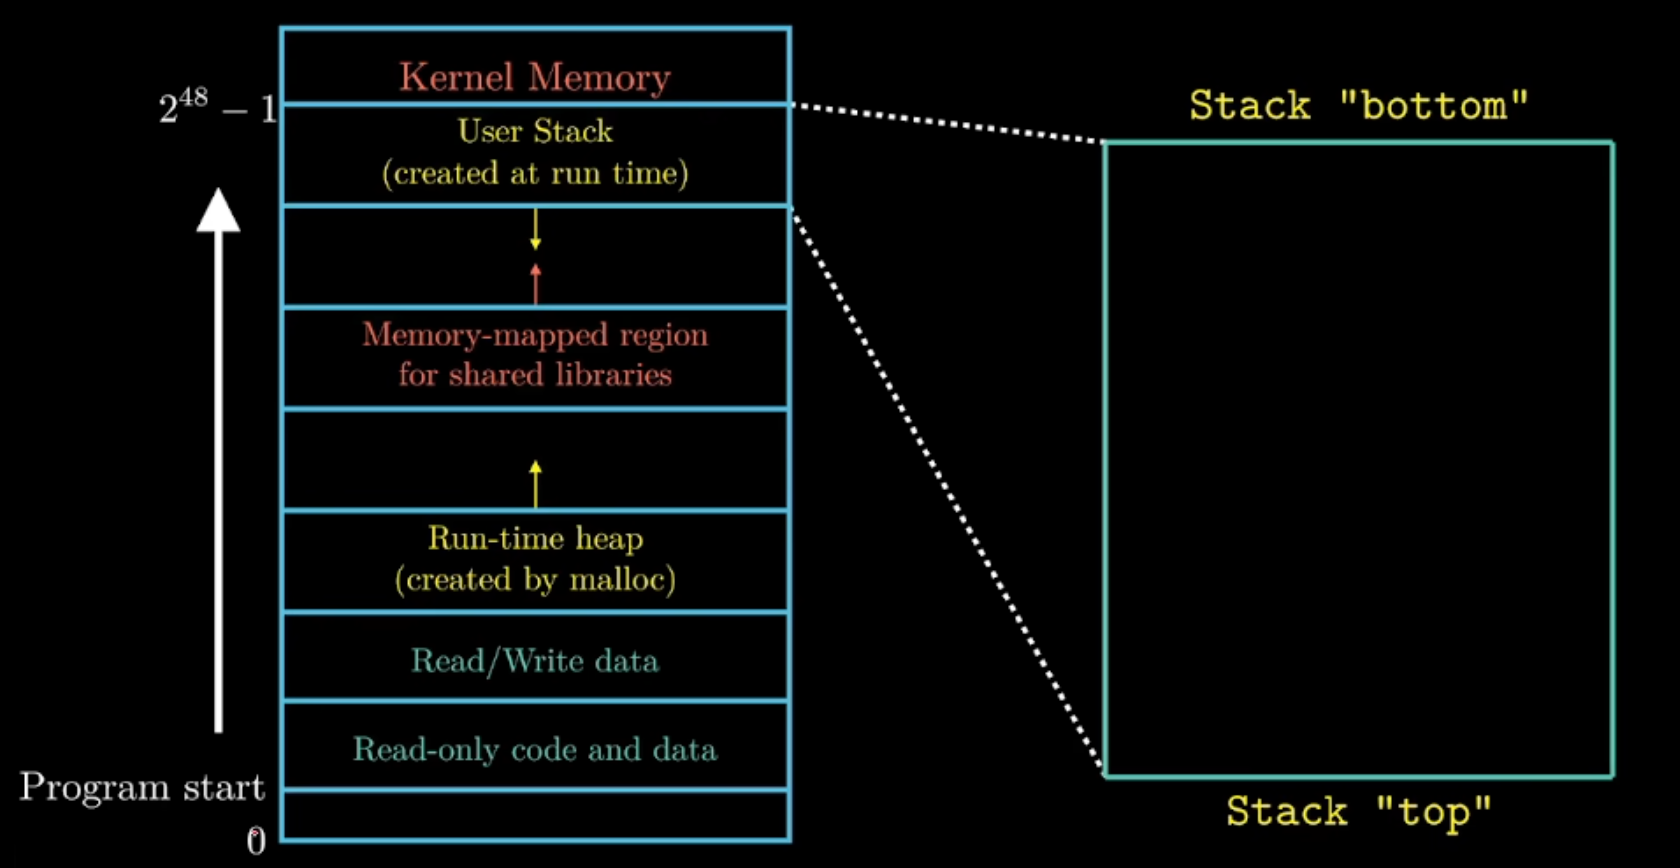 Kernel Memory
2^48 − 1
User Stack
(created at run time)
Memory-mapped region
for shared libraries
Run-time heap
(created by malloc)
Read/Write data
Read-only code and data
Program start
0
Stack "bottom"
Stack "top"